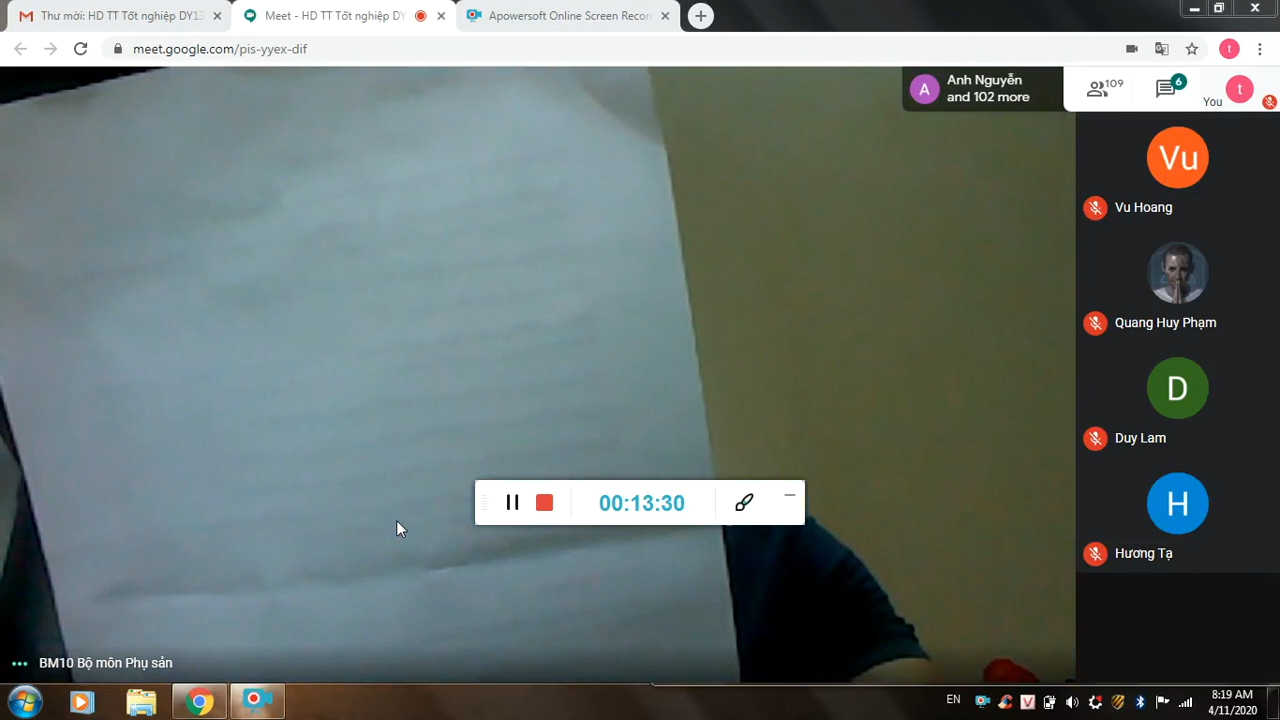 Thư mời: HD TT Tốt nghiệp DY13
Meet - HD TT Tốt nghiệp DY
Apowersoft Online Screen Recor
meet.google.com/pis-yyex-dif
t
A
Anh Nguyễn
and 102 more
109
6
You
t
Vu
Vu Hoang
Quang Huy Phạm
D
Duy Lam
H
Hương Tạ
00:13:30
BM10 Bộ môn Phụ sản
EN
8:19 AM
4/11/2020